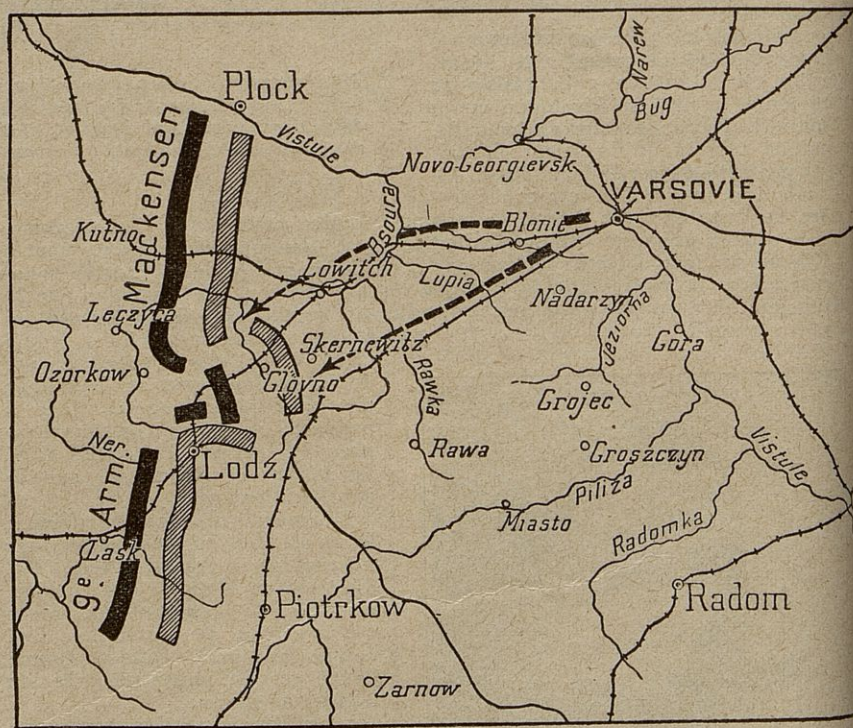 Narew
Plock
Bug
Vistule
Novo-Georgievsk
VARSOVIE
Mackensen
Bsoura
Blonie
Kutno
Lowitch
Lupia
Nadarzyn
Leczyca
Jeziorna
Gora
Skernewitz
Ozorkow
Glovno
Rawka
Grojec
Ner.
Rawa
Groszczyn
Vistule
Lodz
Piliza
9e. Arm
Miasto
Radomka
Lask
Piotrkow
Radom
Zarnow